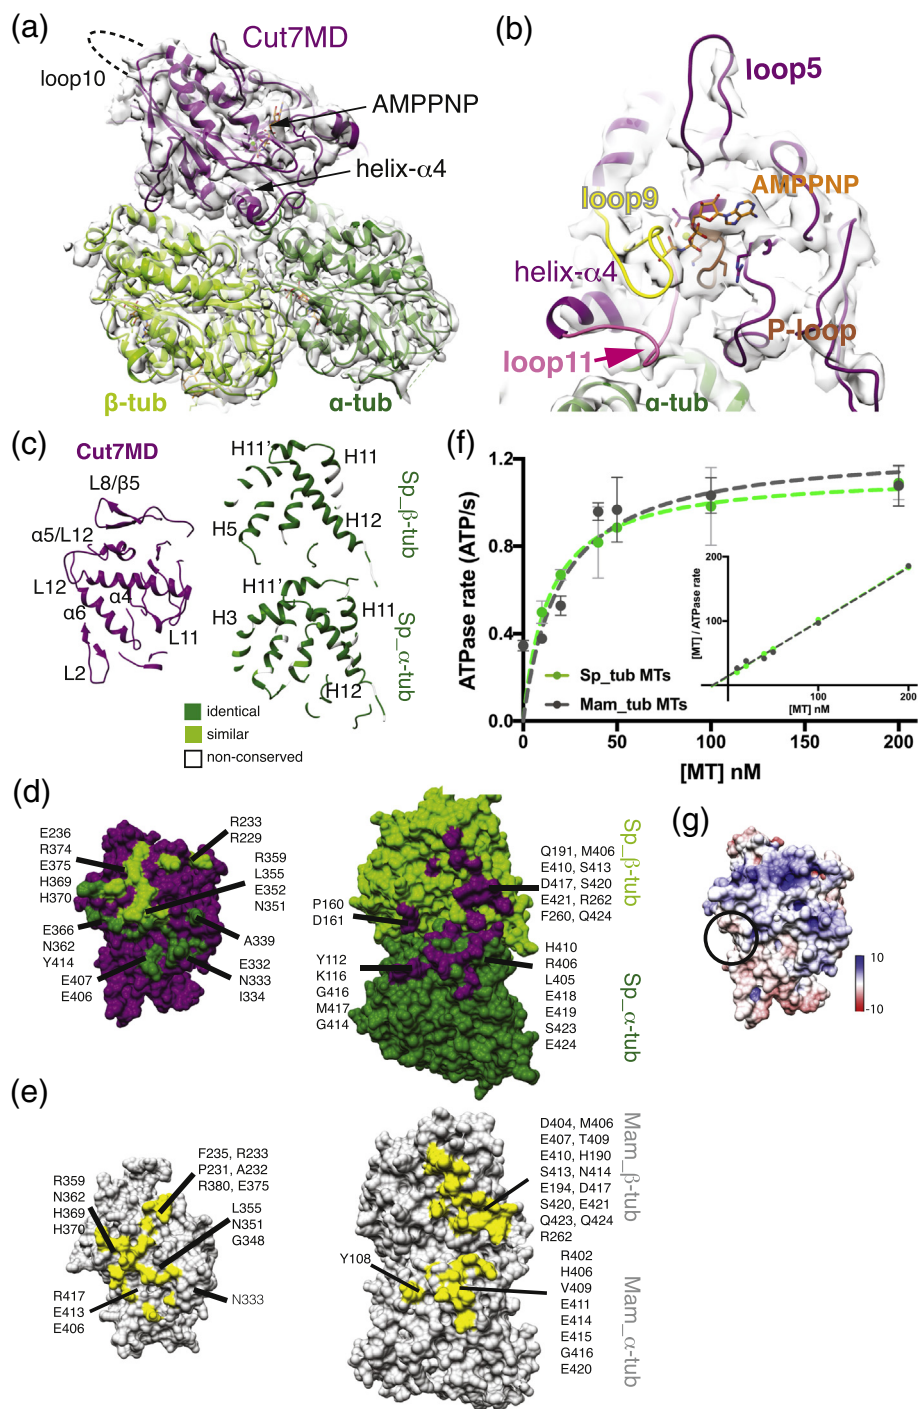 (a)
Cut7MD
loop10
AMPPNP
helix-α4
β-tub
α-tub
(b)
loop5
AMPPNP
loop9
helix-α4
P-loop
loop11
α-tub
(c)
Cut7MD
L8/β5
α5/L12
L12
α4
α6
L11
L2
H11'
H11
H5
H12
Sp_β-tub
H11'
H3
H11
H12
Sp_α-tub
identical
similar
non-conserved
(f)
ATPase rate (ATP/s)
1.2
0.8
0.4
0.0
0
50
100
150
200
[MT] nM
Sp_tub MTs
Mam_tub MTs
[MT] / ATPase rate
200
100
100
200
[MT] nM
(d)
E236
R374
E375
H369
H370
E366
N362
Y414
E407
E406
R233
R229
R359
L355
E352
N351
A339
E332
N333
I334
P160
D161
Y112
K116
G416
M417
G414
Q191, M406
E410, S413
D417, S420
E421, R262
F260, Q424
H410
R406
L405
E418
E419
S423
E424
Sp_β-tub
Sp_α-tub
(g)
10
-10
(e)
R359
N362
H369
H370
R417
E413
E406
F235, R233
P231, A232
R380, E375
L355
N351
G348
N333
Y108
D404, M406
E407, T409
E410, H190
S413, N414
E194, D417
S420, E421
Q423, Q424
R262
R402
H406
V409
E411
E414
E415
G416
E420
Mam_β-tub
Mam_α-tub